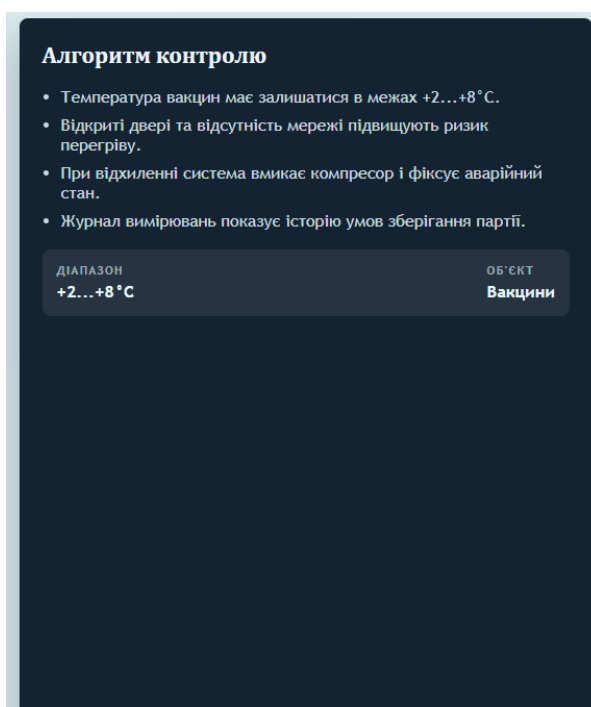 Алгоритм контролю
• Температура вакцин має залишатися в межах +2...+8°C.
• Відкриті двері та відсутність мережі підвищують ризик
перегріву.
• При відхиленні система вмикає компресор і фіксує аварійний
стан.
• Журнал вимірювань показує історію умов зберігання партії.
ДІАПАЗОН
+2...+8°C
ОБ'ЄКТ
Вакцини